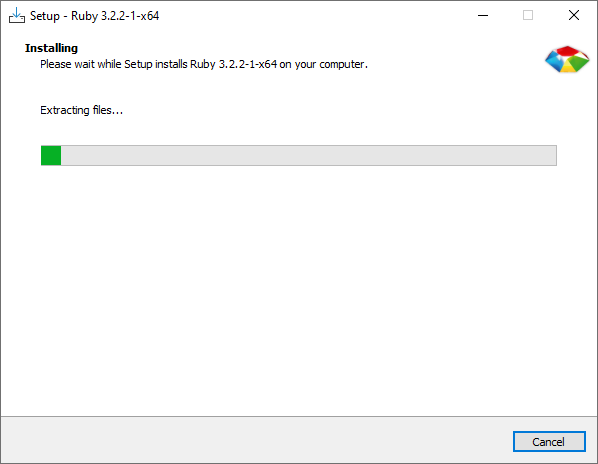 Setup - Ruby 3.2.2-1-x64
Installing
Please wait while Setup installs Ruby 3.2.2-1-x64 on your computer.
Extracting files...
Cancel